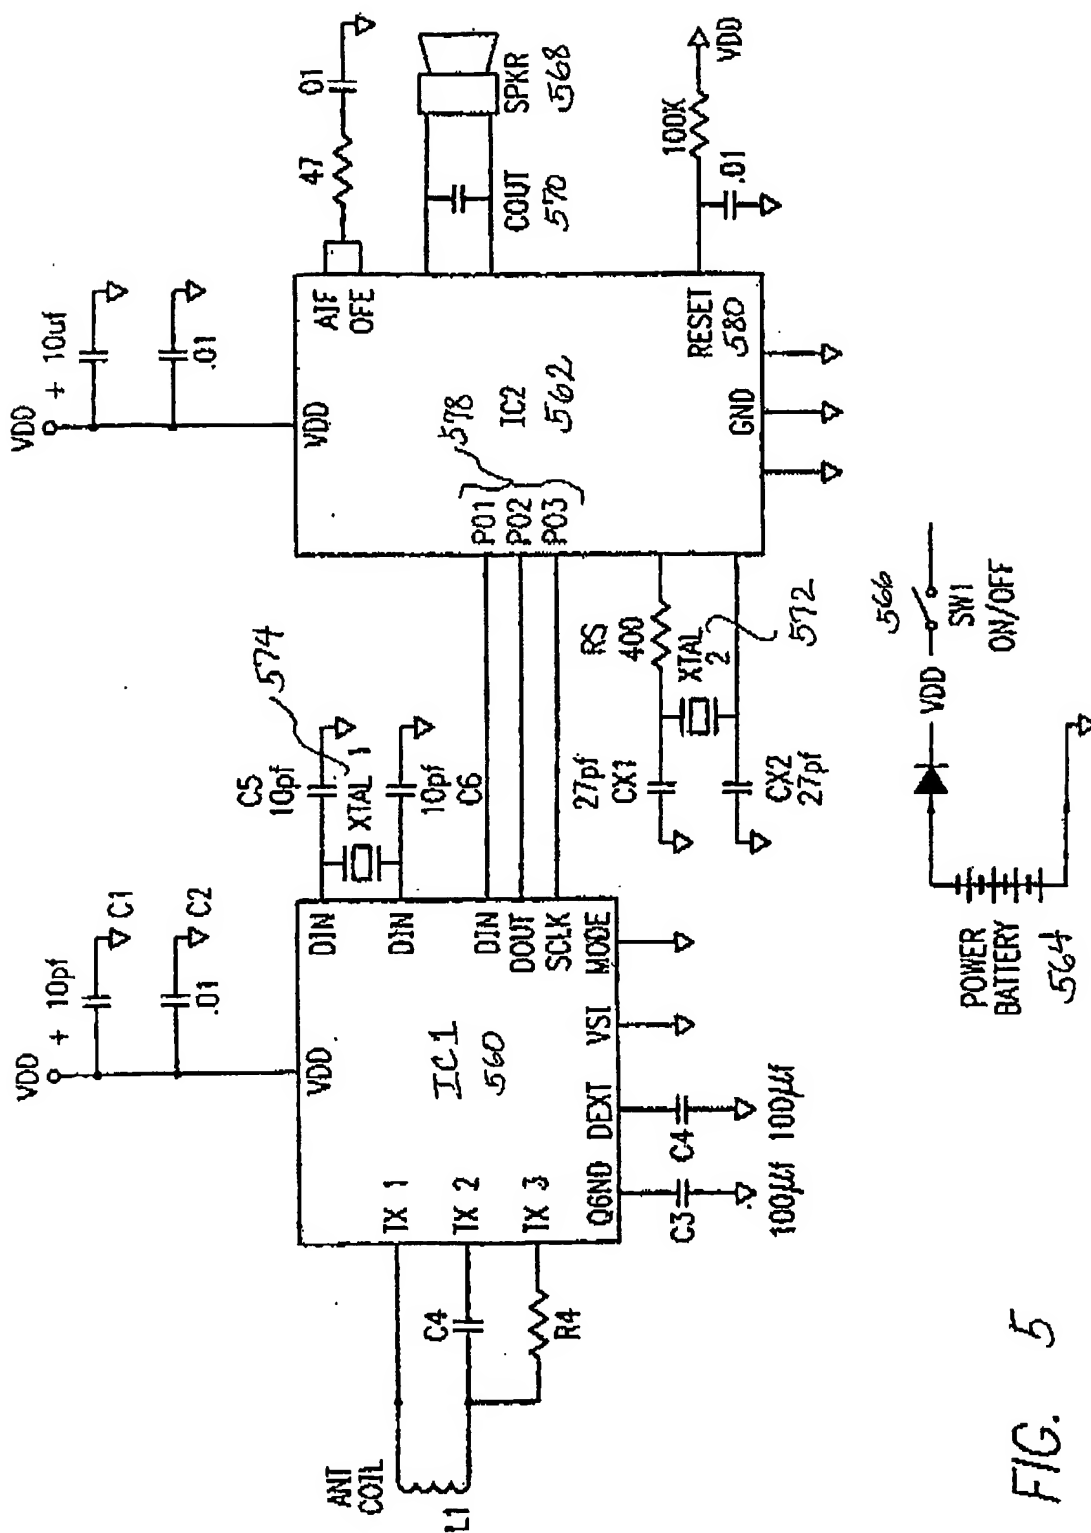 VDD + 10pf
C1
.01
C2
VDD
ANT
COIL
L1
C4
R4
TX 1
TX 2
TX 3
IC1
560
DIN
DIN
DIN
DOUT
SCLK
MODE
VSI
DEXT
QGND
C3
100µf
C4
100µf
C5
10pf
XTAL 1
574
10pf
C6
VDD + 10uf
.01
VDD
P01
P02
P03
578
IC2
562
AIF
OFE
47
01
SPKR
568
COUT
570
RESET
580
GND
100K
VDD
.01
RS
400
XTAL
2
572
27pf
CX1
CX2
27pf
POWER
BATTERY
564
VDD
566
SW1
ON/OFF
FIG. 5